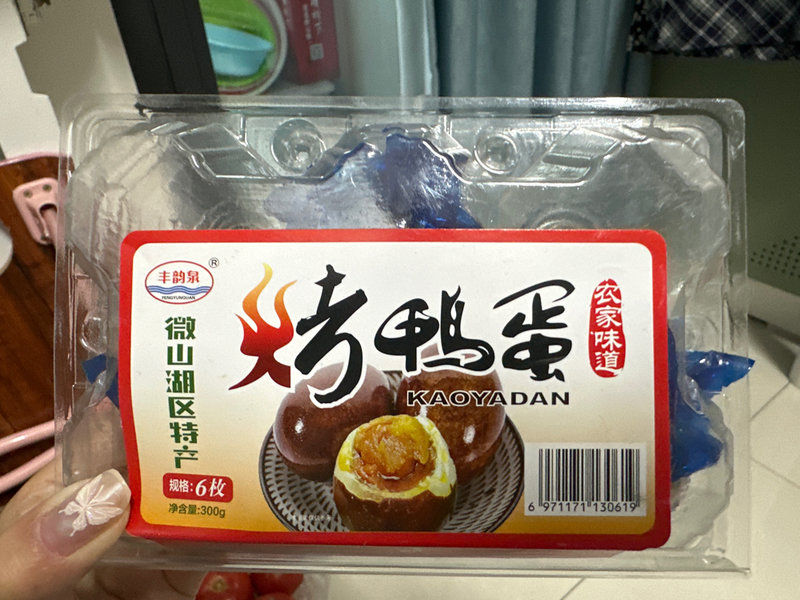 丰韵泉®
FENGYUNQUAN
微山湖区特产
规格:6枚
净含量:300g
烤鸭蛋
KAOYADAN
农家味道
6 971171 130619